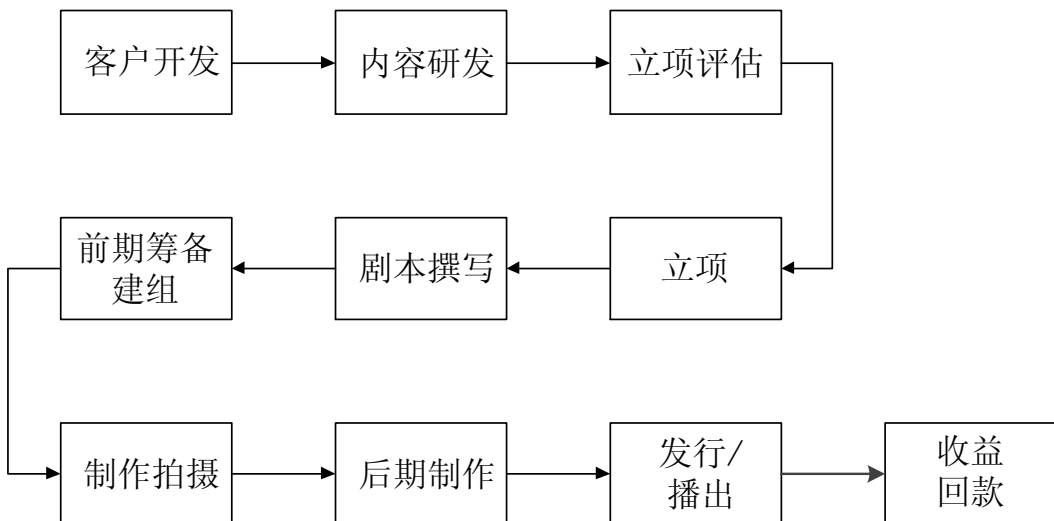 客户开发
内容研发
立项评估
立项
剧本撰写
前期筹备
建组
制作拍摄
后期制作
发行/
播出
收益
回款